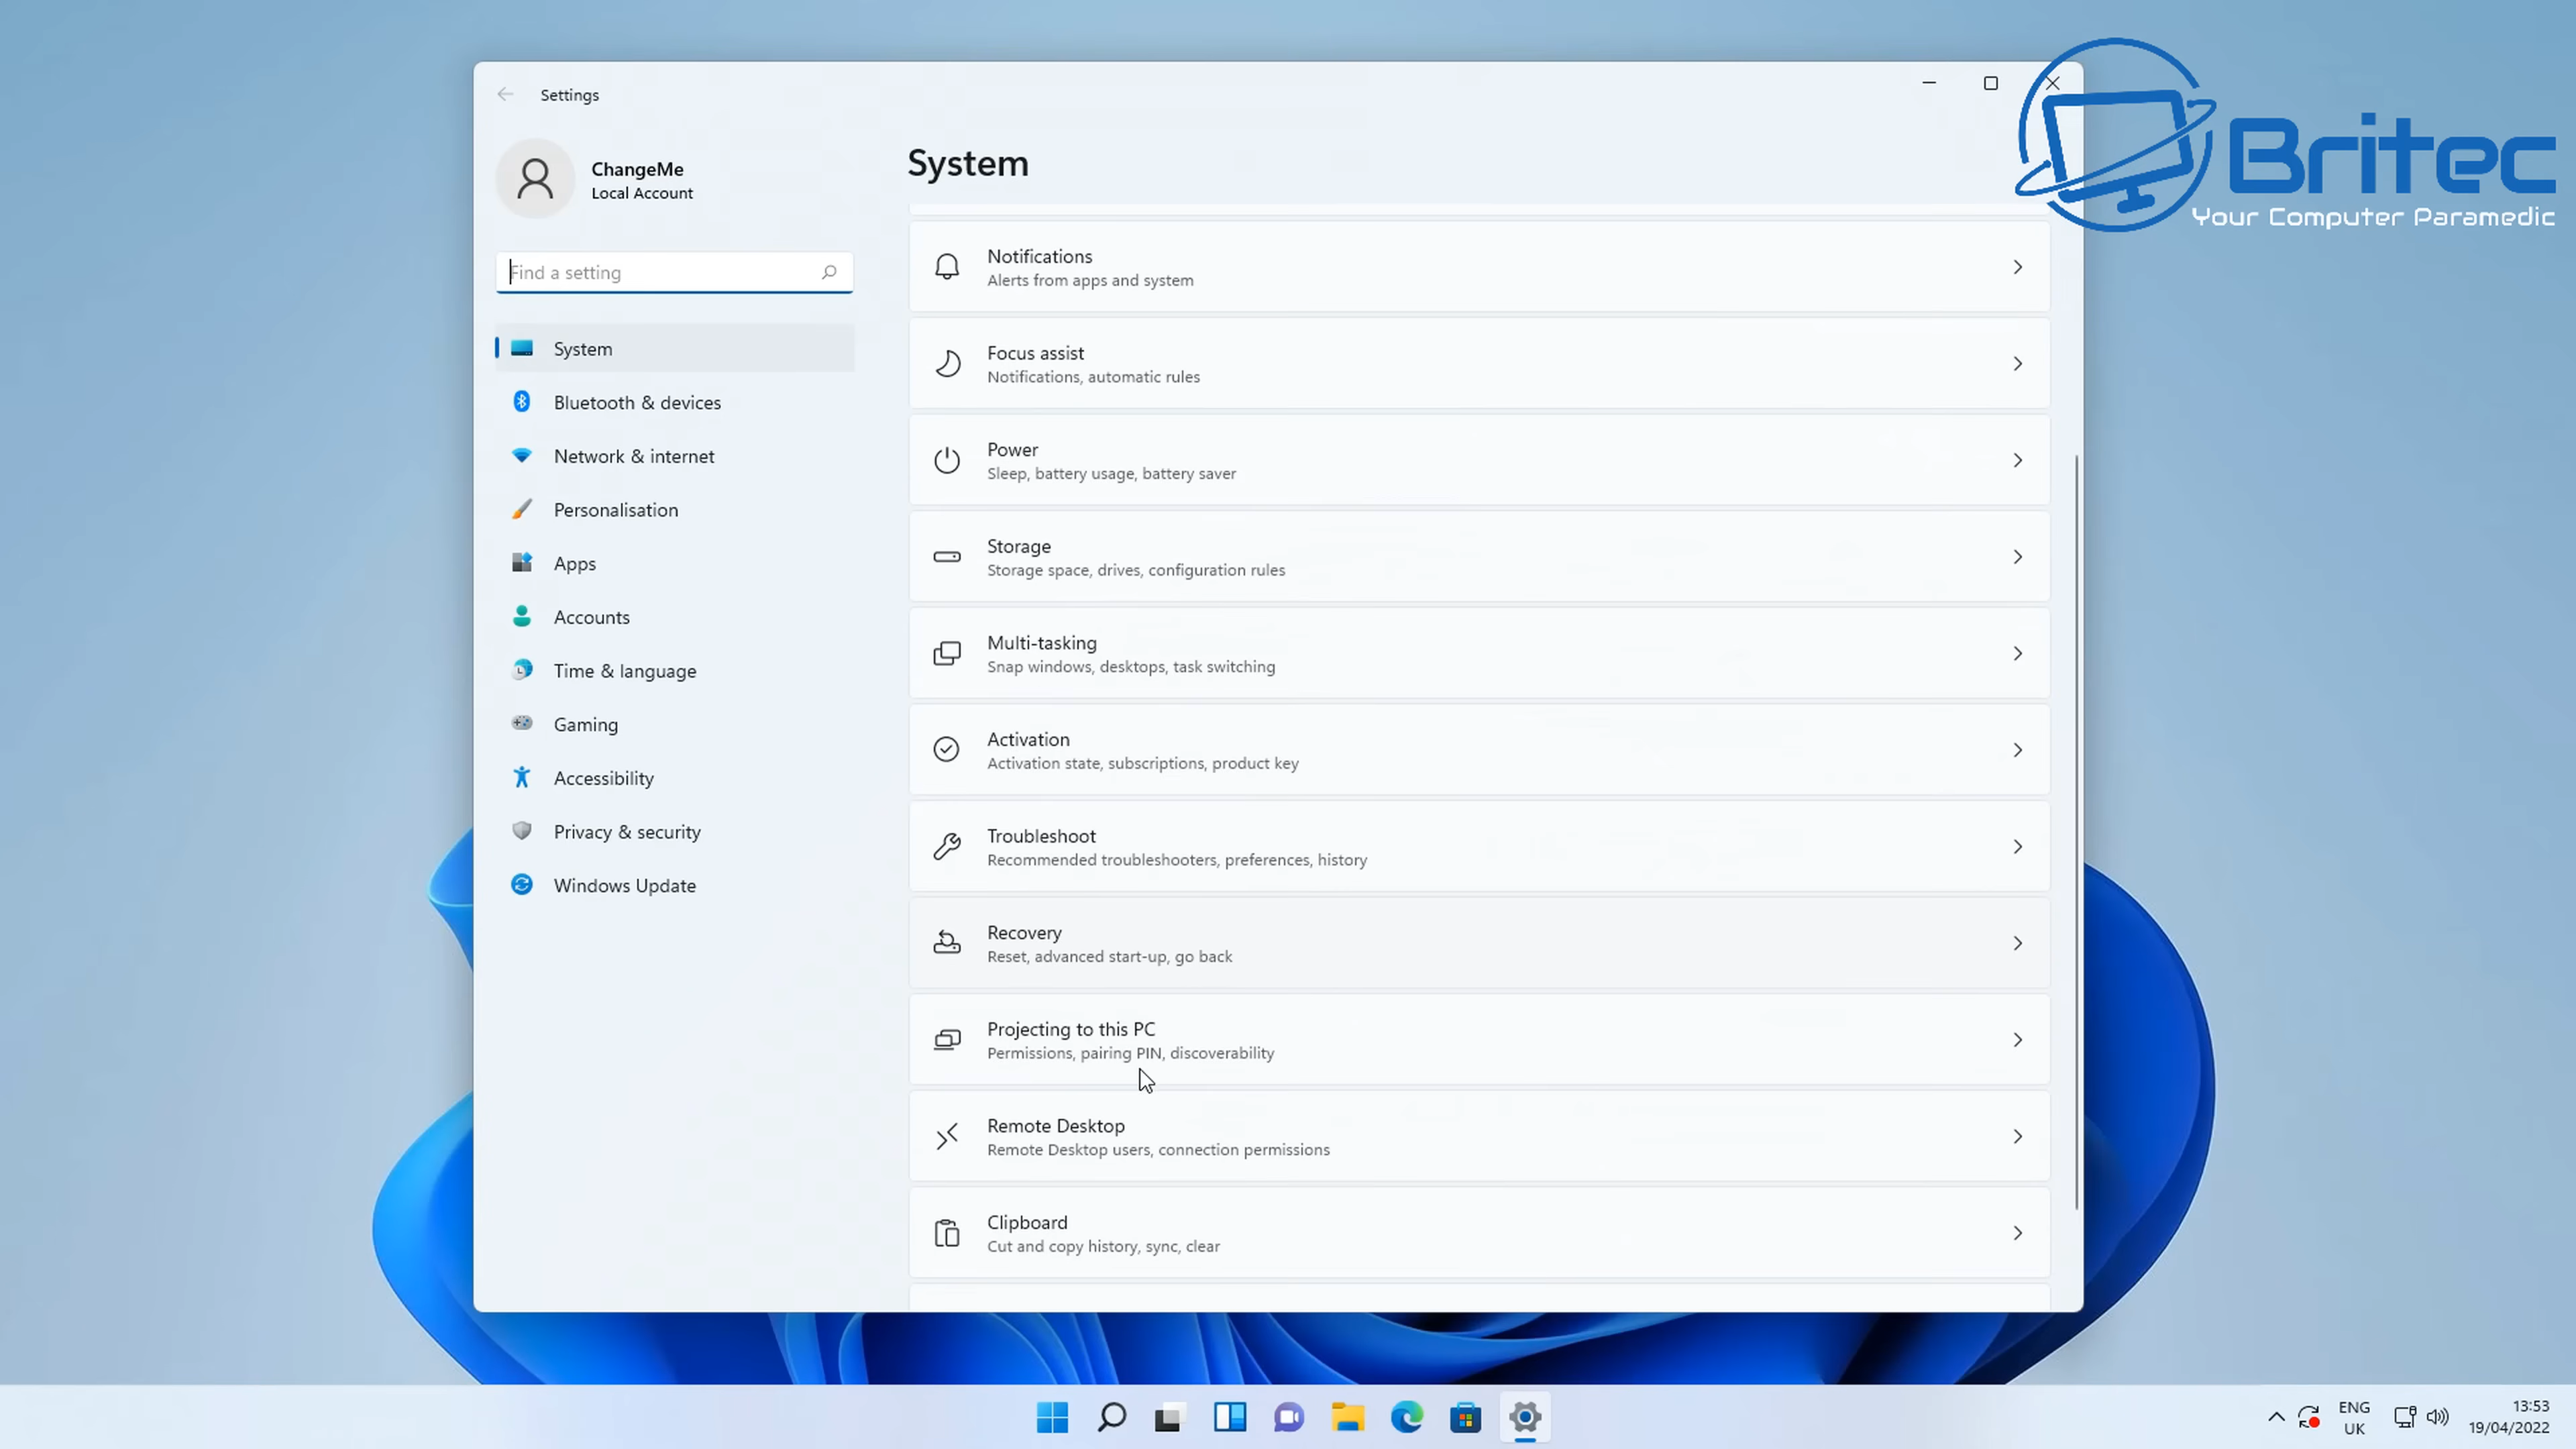 Settings
ChangeMe
Local Account
Find a setting
System
Bluetooth & devices
Network & internet
Personalisation
Apps
Accounts
Time & language
Gaming
Accessibility
Privacy & security
Windows Update
System
Notifications
Alerts from apps and system
Focus assist
Notifications, automatic rules
Power
Sleep, battery usage, battery saver
Storage
Storage space, drives, configuration rules
Multi-tasking
Snap windows, desktops, task switching
Activation
Activation state, subscriptions, product key
Troubleshoot
Recommended troubleshooters, preferences, history
Recovery
Reset, advanced start-up, go back
Projecting to this PC
Permissions, pairing PIN, discoverability
Remote Desktop
Remote Desktop users, connection permissions
Clipboard
Cut and copy history, sync, clear
Britec
Your Computer Paramedic
ENG
UK
13:53
19/04/2022